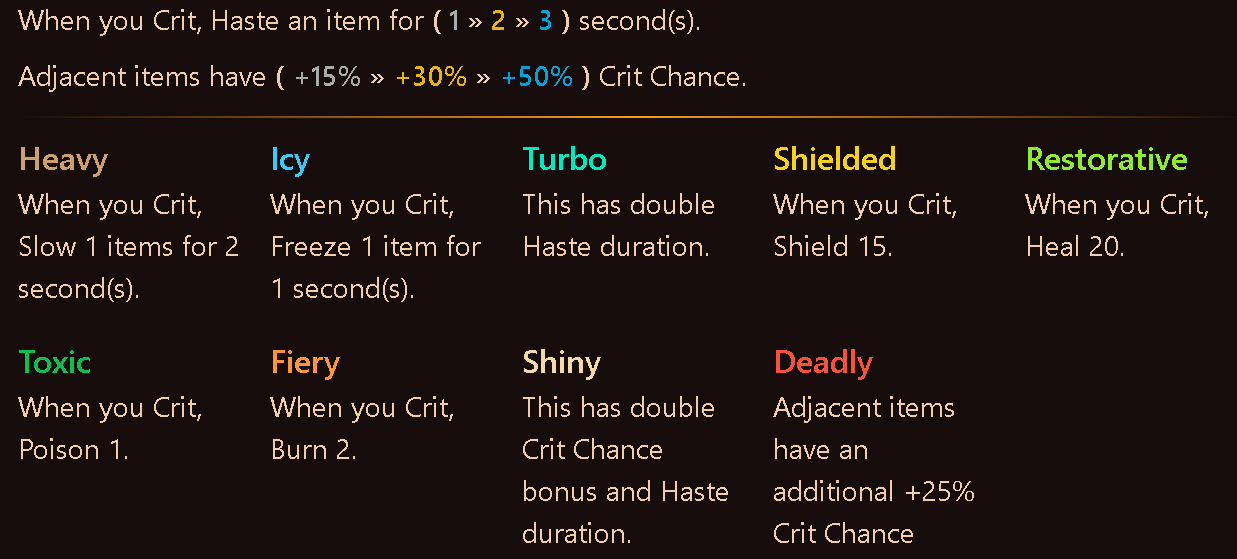 When you Crit, Haste an item for ( 1 » 2 » 3 ) second(s).
Adjacent items have ( +15% » +30% » +50% ) Crit Chance.
Heavy
When you Crit,
Slow 1 items for 2
second(s).
Icy
When you Crit,
Freeze 1 item for
1 second(s).
Turbo
This has double
Haste duration.
Shielded
When you Crit,
Shield 15.
Restorative
When you Crit,
Heal 20.
Toxic
When you Crit,
Poison 1.
Fiery
When you Crit,
Burn 2.
Shiny
This has double
Crit Chance
bonus and Haste
duration.
Deadly
Adjacent items
have an
additional +25%
Crit Chance